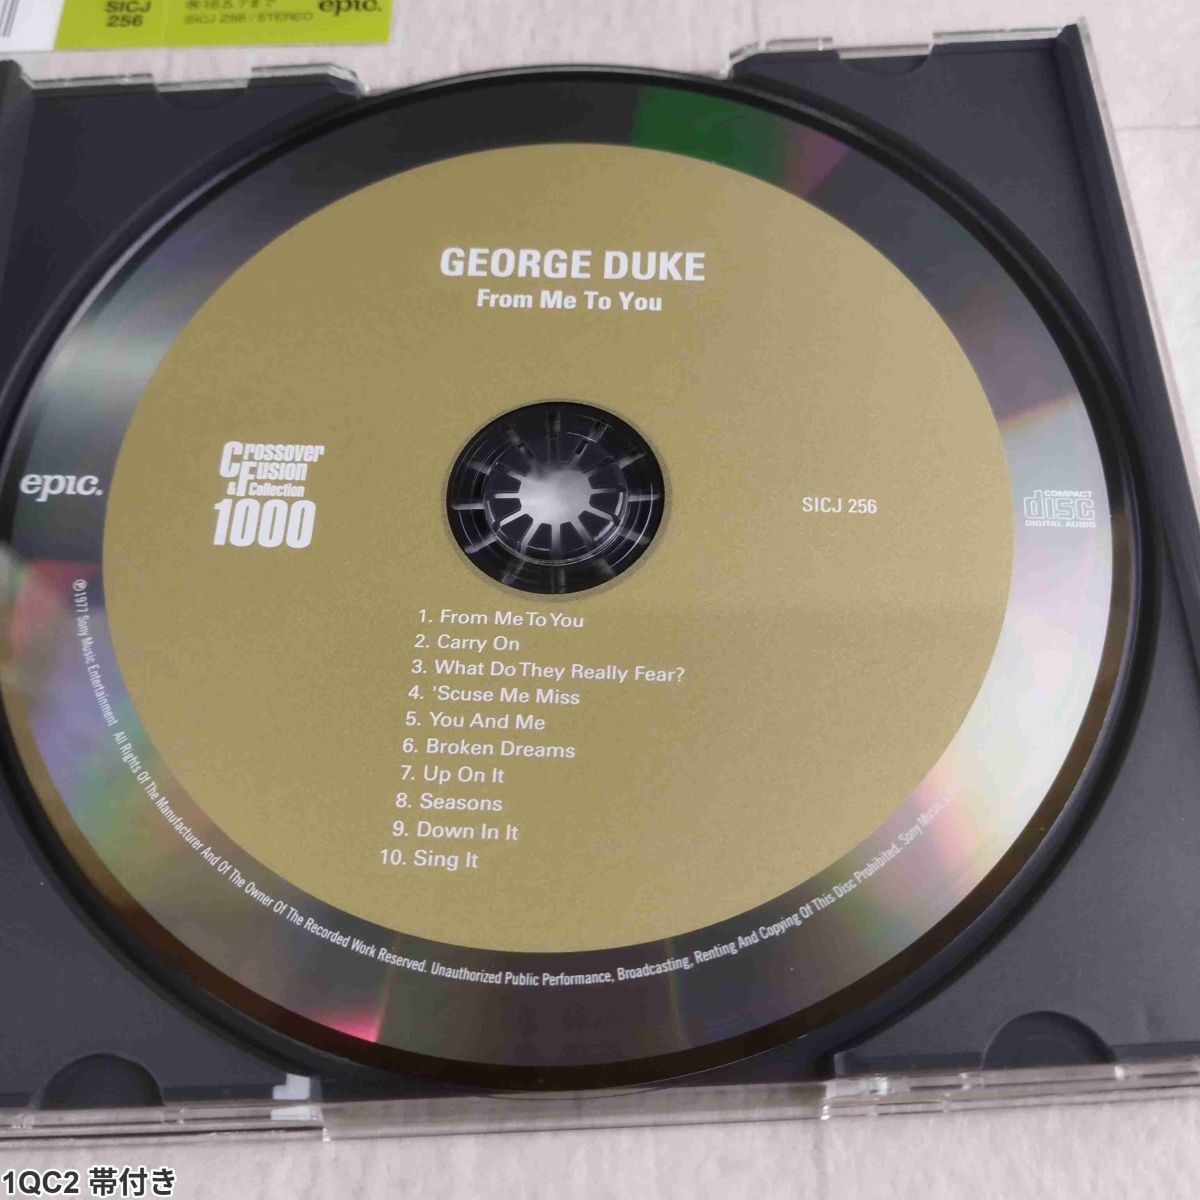 SICJ
256
SICJ 256/STEREO
epic.
GEORGE DUKE
From Me To You
epic.
Crossover
& Fusion
Collection
1000
SICJ 256
COMPACT
disc
DIGITAL AUDIO
1. From Me To You
2. Carry On
3. What Do They Really Fear?
4. 'Scuse Me Miss
5. You And Me
6. Broken Dreams
7. Up On It
8. Seasons
9. Down In It
10. Sing It
℗1977 Sony Music Entertainment All Rights Of The Manufacturer And Of The Owner Of The Recorded Work Reserved. Unauthorized Public Performance, Broadcasting, Renting And Copying Of This Disc Prohibited. Sony Music
1QC2 帯付き